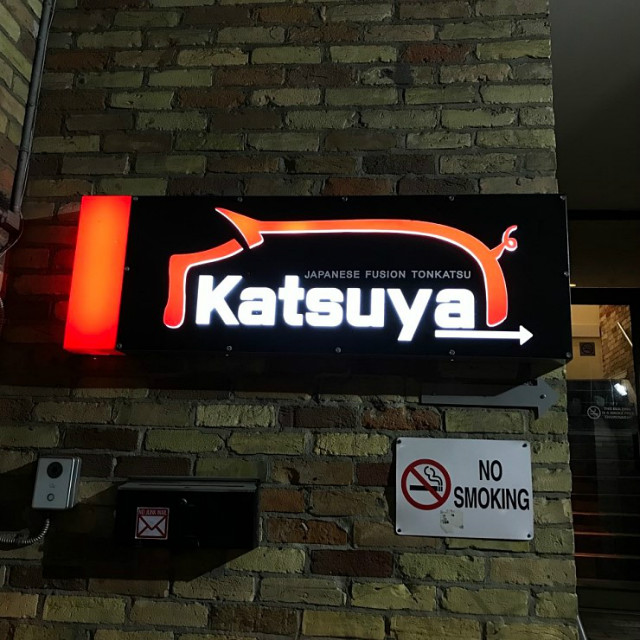 JAPANESE FUSION TONKATSU
Katsuya
NO
SMOKING